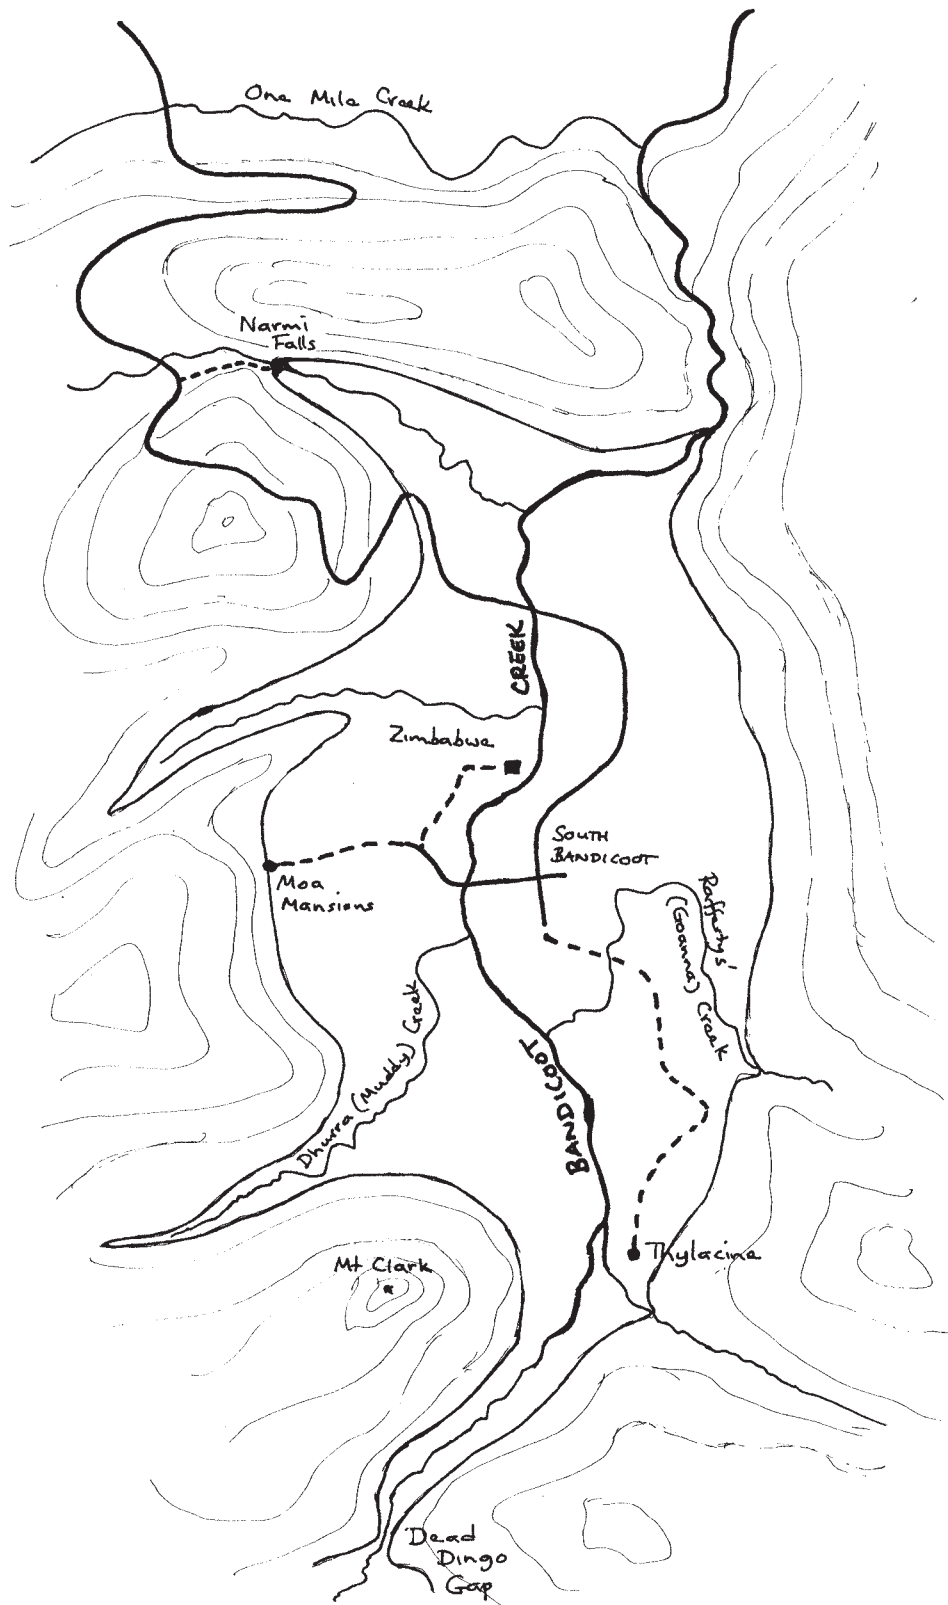 One Mile Creek
Narmi
Falls
CREEK
Zimbabwe
SOUTH
BANDICOOT
Moa
Mansions
Raffertys'
(Goanna) Creek
Dhurra (Muddy) Creek
BANDICOOT
Thylacine
Mt Clark
Dead
Dingo
Gap